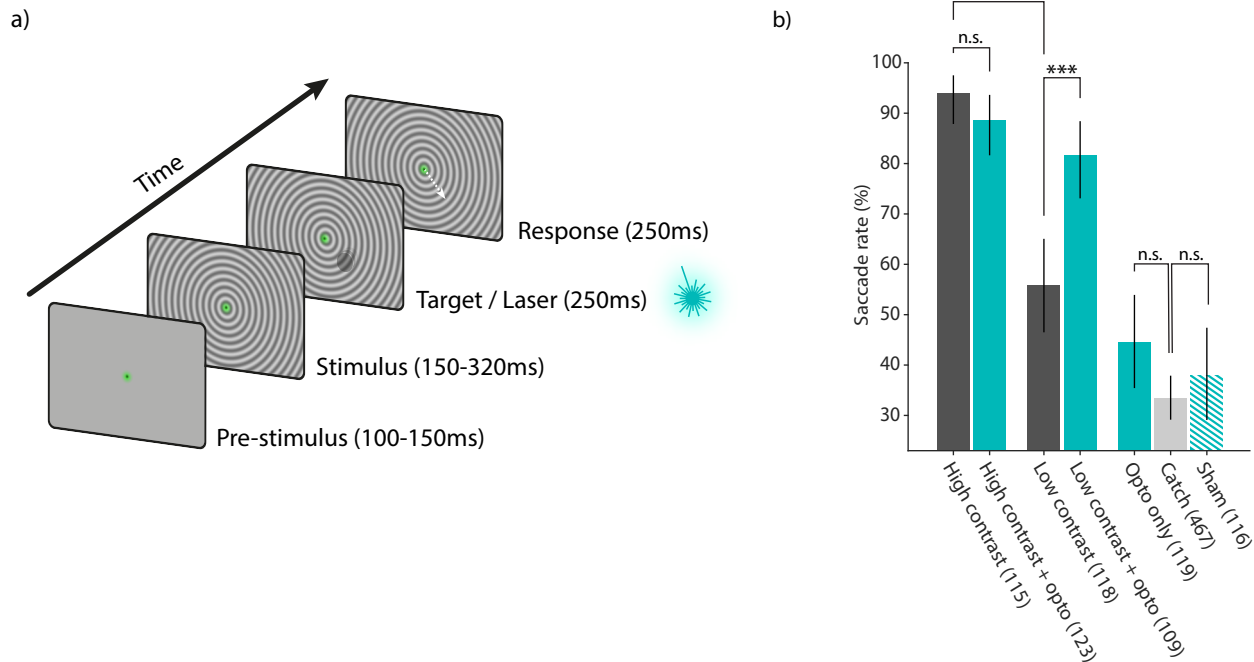 a)
Time
Response (250ms)
Target / Laser (250ms)
Stimulus (150-320ms)
Pre-stimulus (100-150ms)
b)
n.s.
***
n.s.
n.s.
Saccade rate (%)
100
90
80
70
60
50
40
30
High contrast (115)
High contrast + opto (123)
Low contrast (118)
Low contrast + opto (109)
Opto only (119)
Catch (467)
Sham (116)